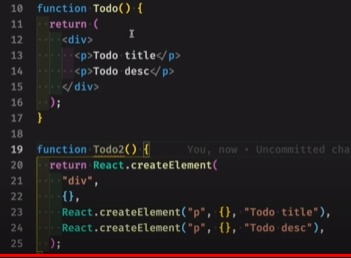 10 function Todo() {
11   return (
12     <div>
13       <p>Todo title</p>
14       <p>Todo desc</p>
15     </div>
16   );
17 }
18
19 function Todo2() {    You, now • Uncommitted cha
20   return React.createElement(
21     "div",
22     {},
23     React.createElement("p", {}, "Todo title"),
24     React.createElement("p", {}, "Todo desc"),
25   );